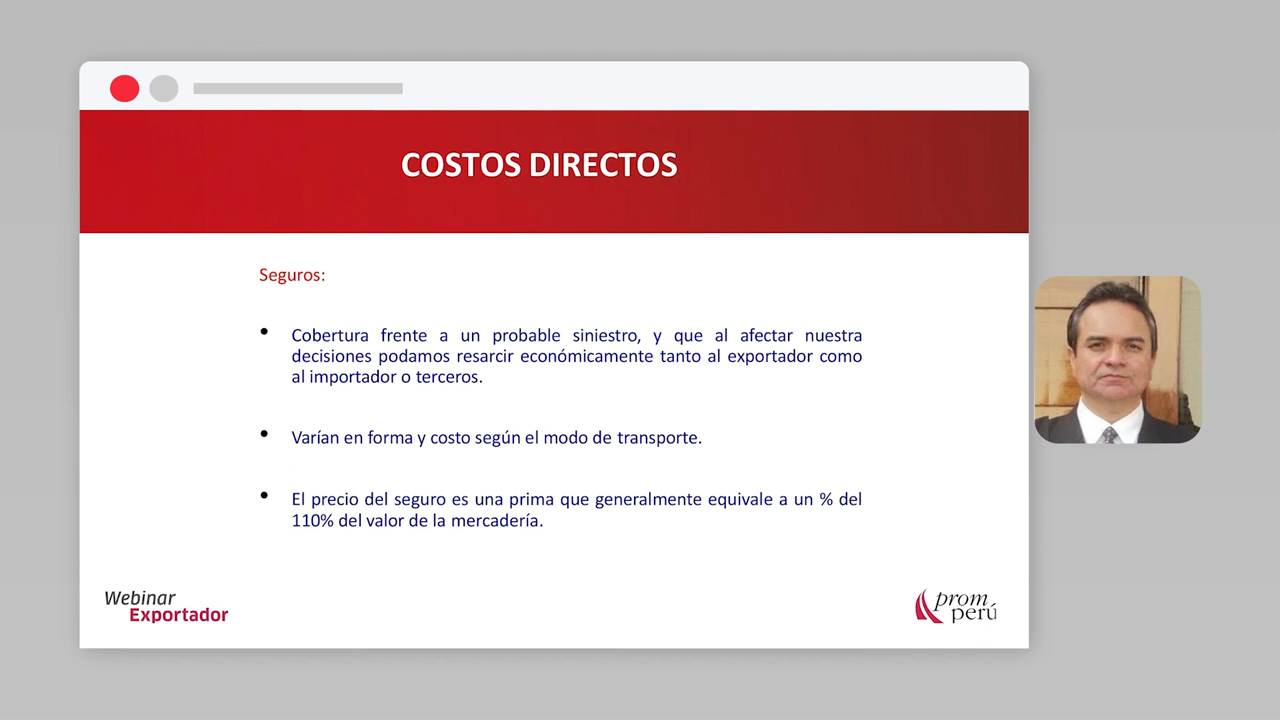 COSTOS DIRECTOS
Seguros:
• Cobertura frente a un probable siniestro, y que al afectar nuestra
decisiones podamos resarcir económicamente tanto al exportador como
al importador o terceros.
• Varían en forma y costo según el modo de transporte.
• El precio del seguro es una prima que generalmente equivale a un % del
110% del valor de la mercadería.
Webinar
Exportador
prom
perú